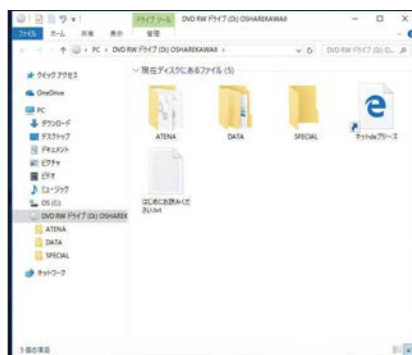 ドライブ ツール
DVD RW ドライブ (D:) OSHAREKAWAII
ファイル
ホーム
共有
表示
管理
PC › DVD RW ドライブ (D:) OSHAREKAWAII ›
DVD RW ドライブ (D:) O...
クイック アクセス
OneDrive
PC
ダウンロード
デスクトップ
ドキュメント
ピクチャ
ビデオ
ミュージック
OS (C:)
DVD RW ドライブ (D:) OSHAREK
ATENA
DATA
SPECIAL
ネットワーク
現在ディスクにあるファイル (5)
ATENA
DATA
SPECIAL
ネットdeプリーズ
はじめにお読みくだ
さい.txt
5 個の項目